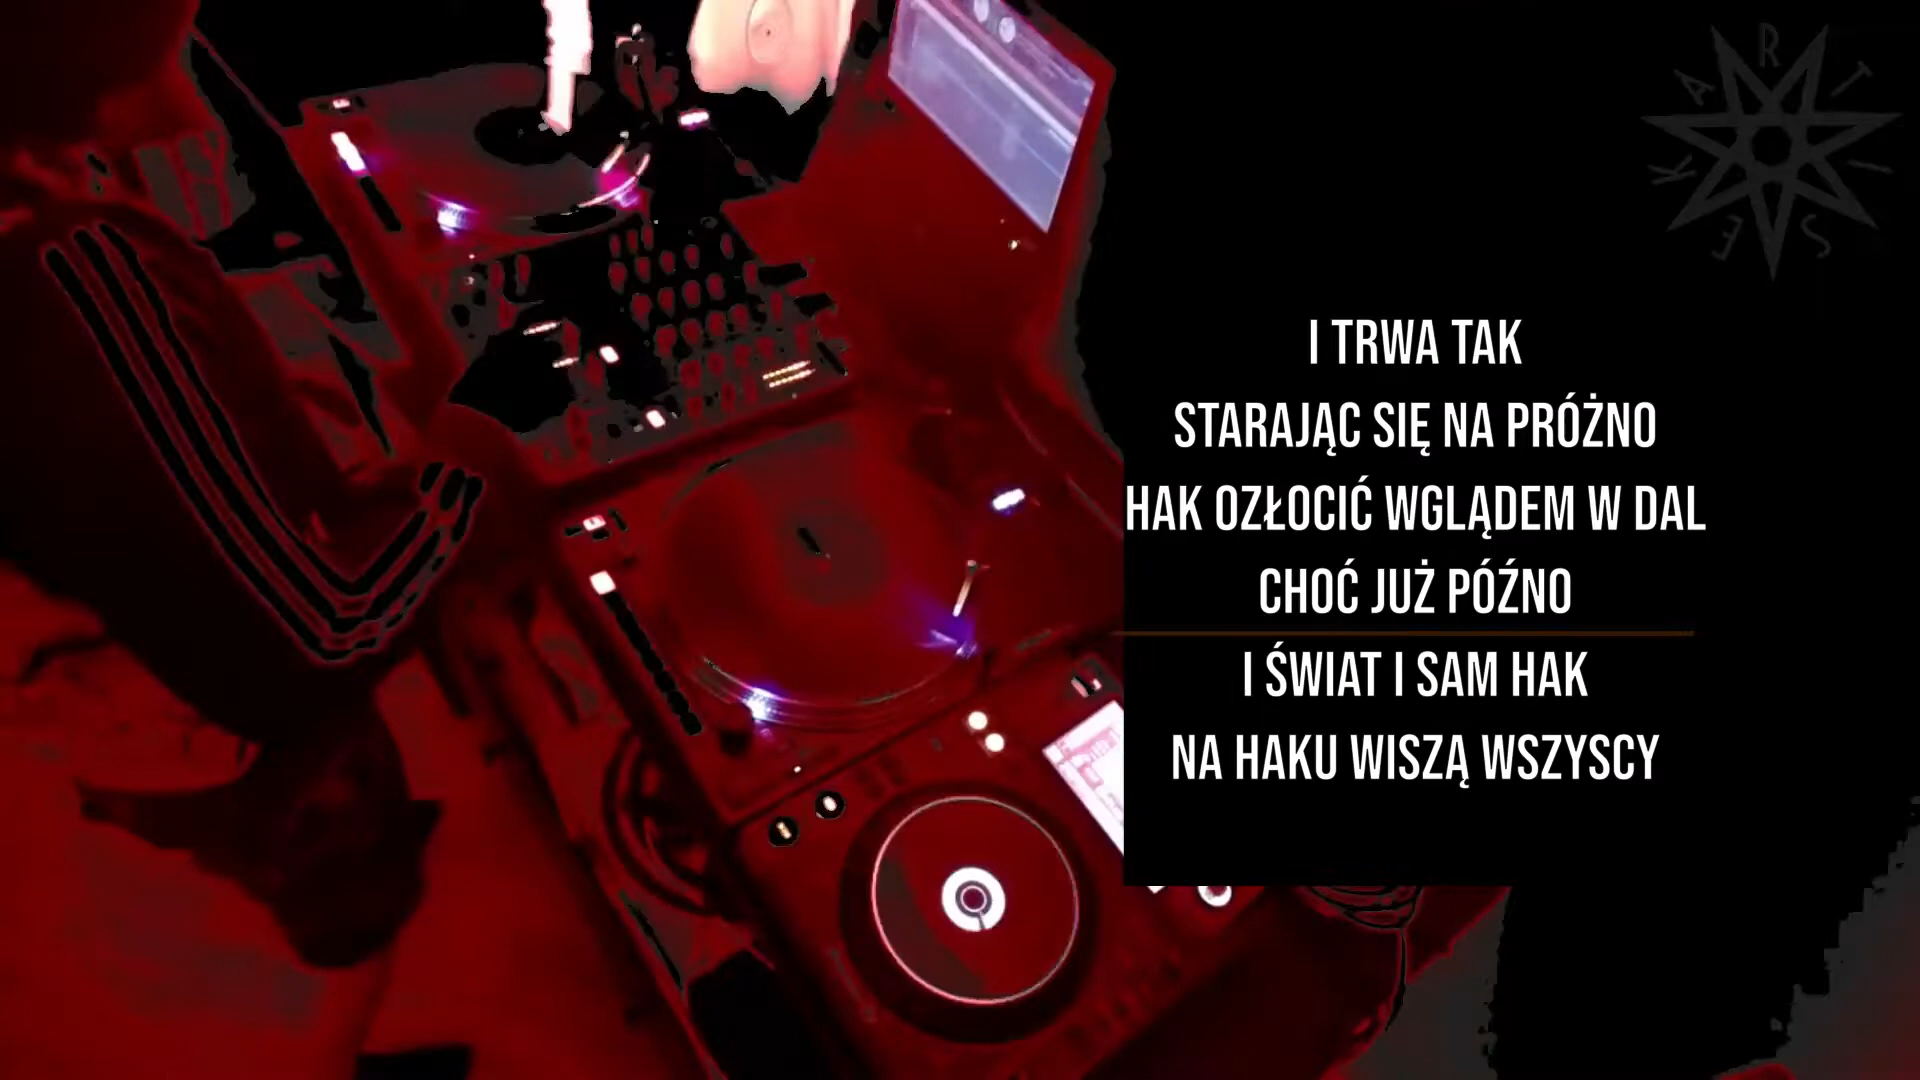 I TRWA TAK
STARAJĄC SIĘ NA PRÓŻNO
HAK OZŁOCIĆ WGLĄDEM W DAL
CHOĆ JUŻ PÓŹNO
I ŚWIAT I SAM HAK
NA HAKU WISZĄ WSZYSCY